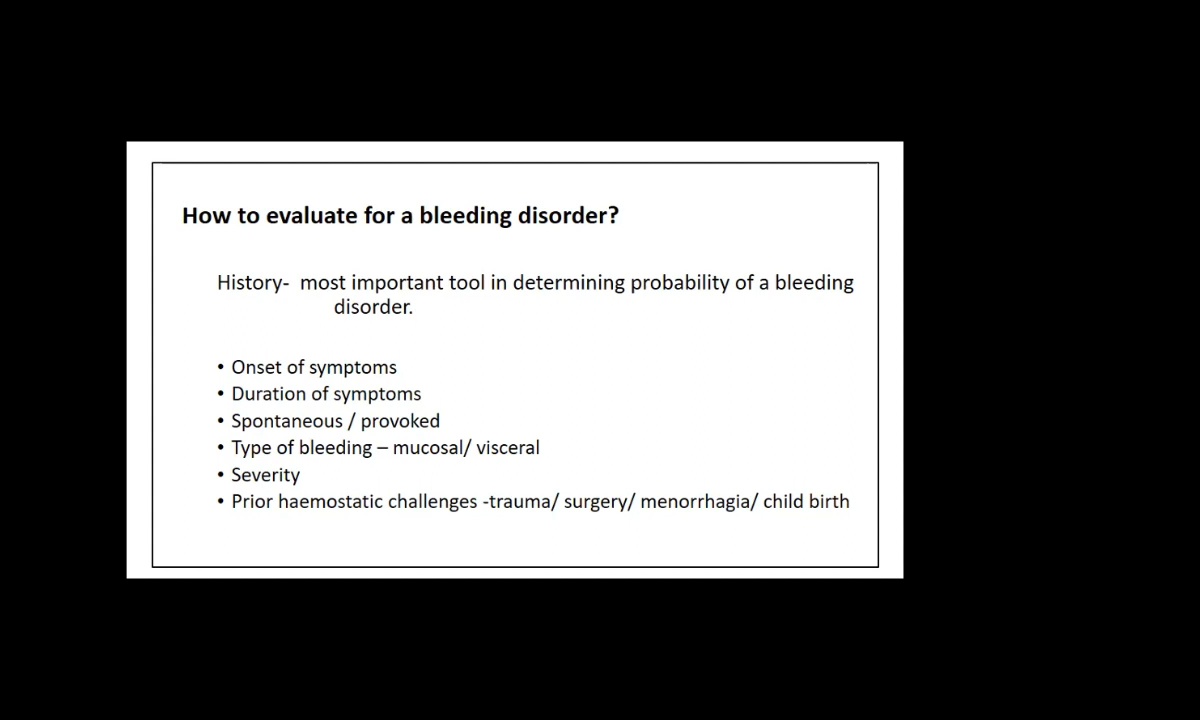 How to evaluate for a bleeding disorder?
History-  most important tool in determining probability of a bleeding
disorder.
• Onset of symptoms
• Duration of symptoms
• Spontaneous / provoked
• Type of bleeding – mucosal/ visceral
• Severity
• Prior haemostatic challenges -trauma/ surgery/ menorrhagia/ child birth